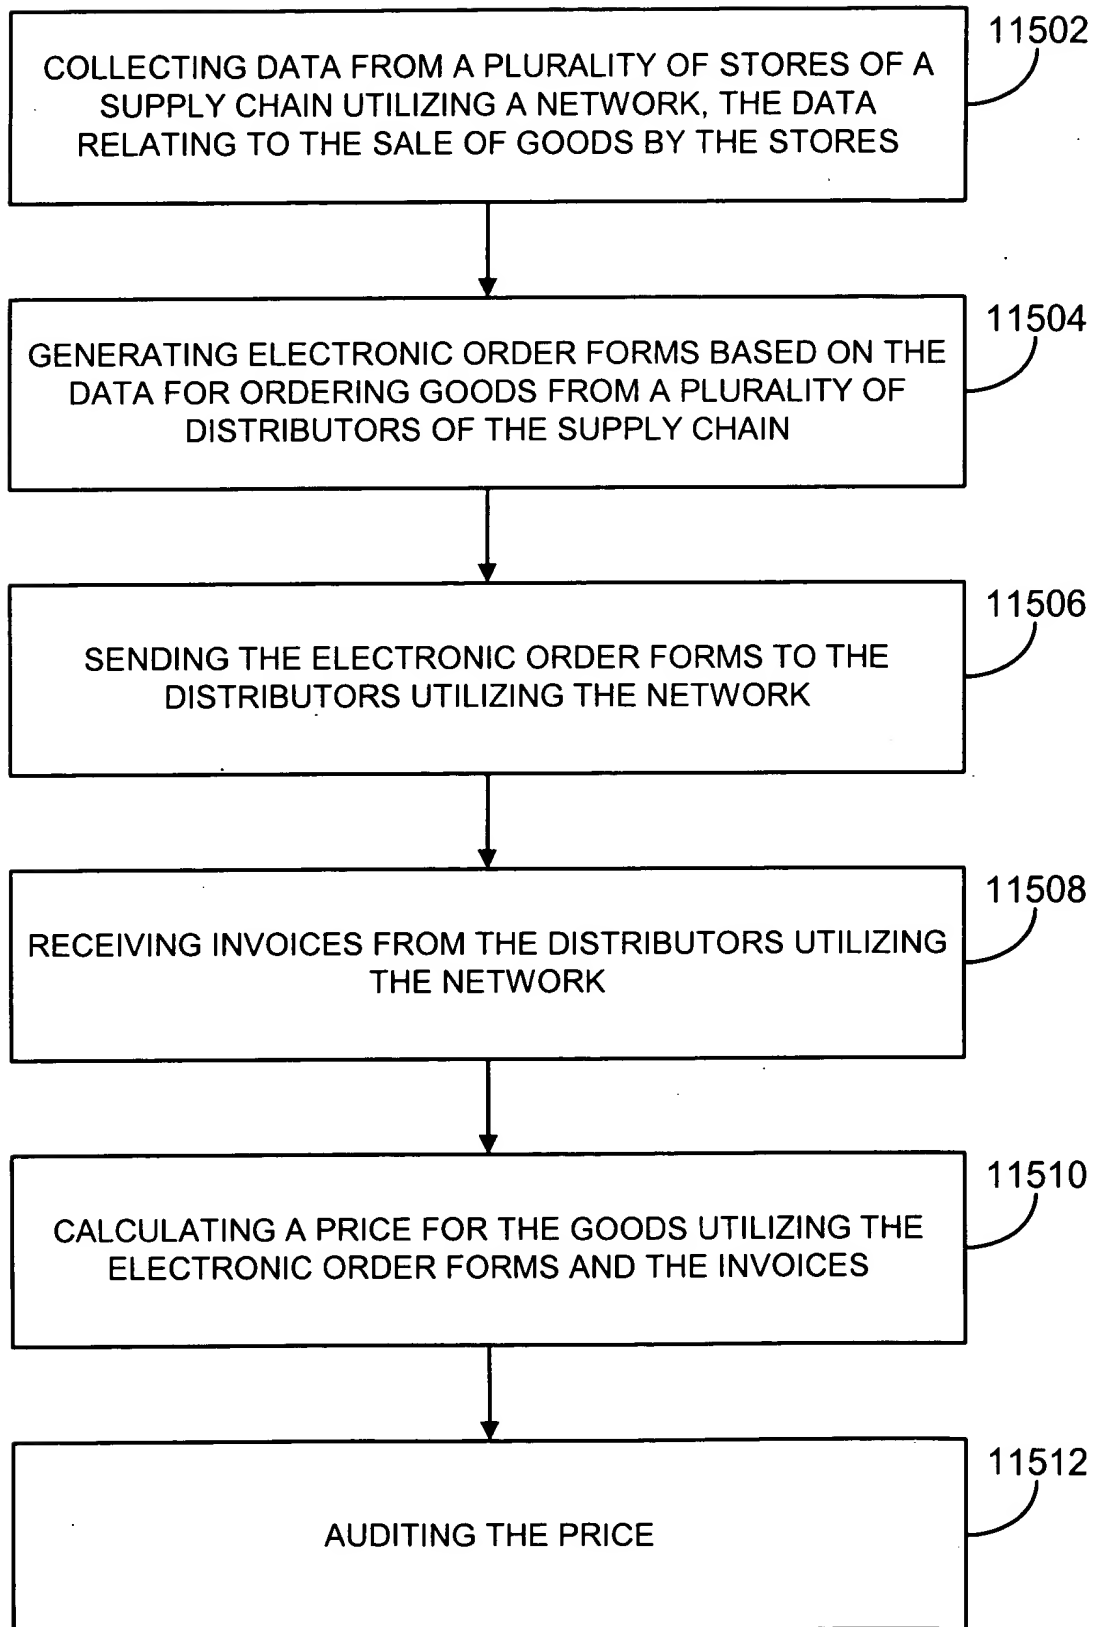 11502
COLLECTING DATA FROM A PLURALITY OF STORES OF A
SUPPLY CHAIN UTILIZING A NETWORK, THE DATA
RELATING TO THE SALE OF GOODS BY THE STORES
11504
GENERATING ELECTRONIC ORDER FORMS BASED ON THE
DATA FOR ORDERING GOODS FROM A PLURALITY OF
DISTRIBUTORS OF THE SUPPLY CHAIN
11506
SENDING THE ELECTRONIC ORDER FORMS TO THE
DISTRIBUTORS UTILIZING THE NETWORK
11508
RECEIVING INVOICES FROM THE DISTRIBUTORS UTILIZING
THE NETWORK
11510
CALCULATING A PRICE FOR THE GOODS UTILIZING THE
ELECTRONIC ORDER FORMS AND THE INVOICES
11512
AUDITING THE PRICE